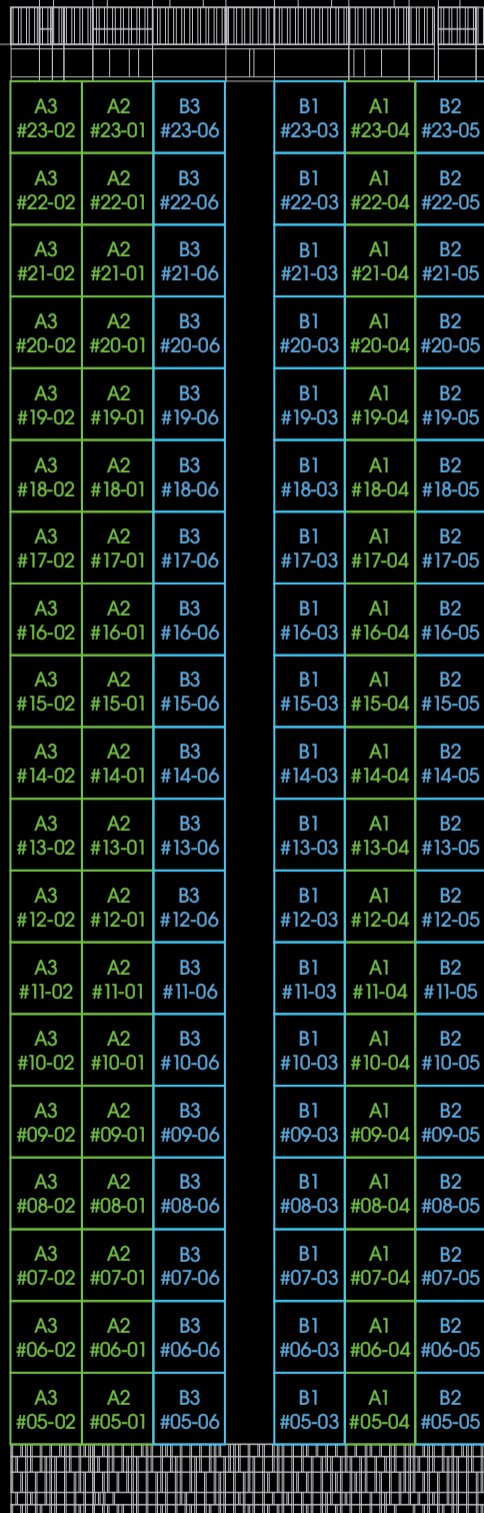 A3 A2 B3 B1 A1 B2
#23-02 #23-01 #23-06 #23-03 #23-04 #23-05
A3 A2 B3 B1 A1 B2
#22-02 #22-01 #22-06 #22-03 #22-04 #22-05
A3 A2 B3 B1 A1 B2
#21-02 #21-01 #21-06 #21-03 #21-04 #21-05
A3 A2 B3 B1 A1 B2
#20-02 #20-01 #20-06 #20-03 #20-04 #20-05
A3 A2 B3 B1 A1 B2
#19-02 #19-01 #19-06 #19-03 #19-04 #19-05
A3 A2 B3 B1 A1 B2
#18-02 #18-01 #18-06 #18-03 #18-04 #18-05
A3 A2 B3 B1 A1 B2
#17-02 #17-01 #17-06 #17-03 #17-04 #17-05
A3 A2 B3 B1 A1 B2
#16-02 #16-01 #16-06 #16-03 #16-04 #16-05
A3 A2 B3 B1 A1 B2
#15-02 #15-01 #15-06 #15-03 #15-04 #15-05
A3 A2 B3 B1 A1 B2
#14-02 #14-01 #14-06 #14-03 #14-04 #14-05
A3 A2 B3 B1 A1 B2
#13-02 #13-01 #13-06 #13-03 #13-04 #13-05
A3 A2 B3 B1 A1 B2
#12-02 #12-01 #12-06 #12-03 #12-04 #12-05
A3 A2 B3 B1 A1 B2
#11-02 #11-01 #11-06 #11-03 #11-04 #11-05
A3 A2 B3 B1 A1 B2
#10-02 #10-01 #10-06 #10-03 #10-04 #10-05
A3 A2 B3 B1 A1 B2
#09-02 #09-01 #09-06 #09-03 #09-04 #09-05
A3 A2 B3 B1 A1 B2
#08-02 #08-01 #08-06 #08-03 #08-04 #08-05
A3 A2 B3 B1 A1 B2
#07-02 #07-01 #07-06 #07-03 #07-04 #07-05
A3 A2 B3 B1 A1 B2
#06-02 #06-01 #06-06 #06-03 #06-04 #06-05
A3 A2 B3 B1 A1 B2
#05-02 #05-01 #05-06 #05-03 #05-04 #05-05